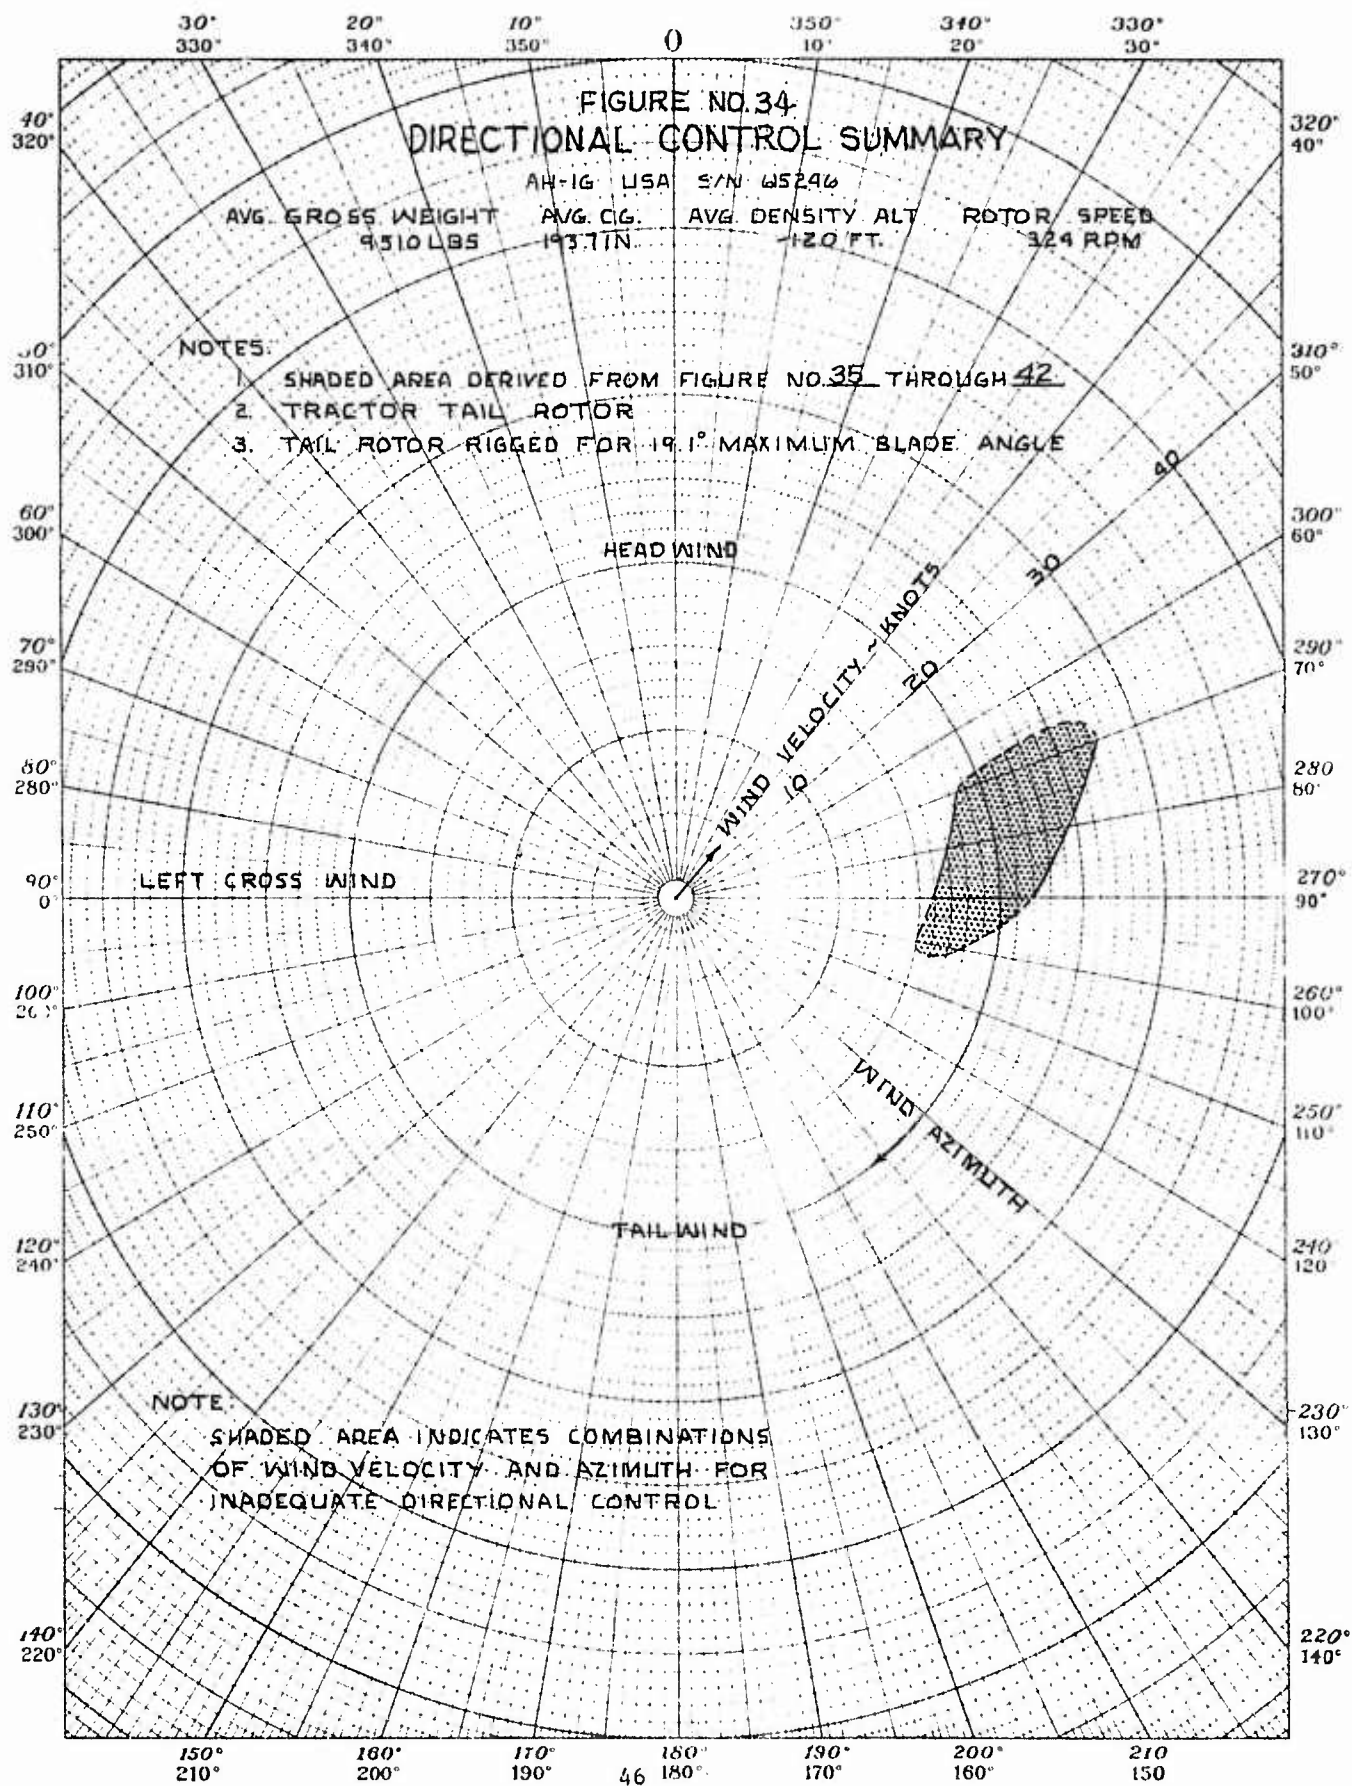 30° 20° 10° 0 350° 340° 330°
330° 340° 350° 10° 20° 30°
FIGURE NO. 34
DIRECTIONAL CONTROL SUMMARY
AH-1G USA S/N 615246
AVG. GROSS WEIGHT AVG. C.G. AVG. DENSITY ALT ROTOR SPEED
9510 LBS 193.7 IN. -120 FT. 324 RPM
NOTES:
1. SHADED AREA DERIVED FROM FIGURE NO. 35 THROUGH 42
2. TRACTOR TAIL ROTOR
3. TAIL ROTOR RIGGED FOR 19.1° MAXIMUM BLADE ANGLE
40° 320°
320° 40°
310°
310° 50°
60° 300°
300° 60°
70° 290°
290° 70°
80° 280
280° 80°
90° 270°
0° 90°
100° 260°
100°
110° 250°
250° 110°
120° 240
240° 120°
130° 230°
230° 130°
140° 220°
220° 140°
40
30
20
10
HEAD WIND
WIND VELOCITY ~ KNOTS
LEFT CROSS WIND
WIND AZIMUTH
TAIL WIND
NOTE:
SHADED AREA INDICATES COMBINATIONS
OF WIND VELOCITY AND AZIMUTH FOR
INADEQUATE DIRECTIONAL CONTROL
150° 160° 170° 180° 190° 200° 210
210° 200° 190° 180° 170° 160° 150
46